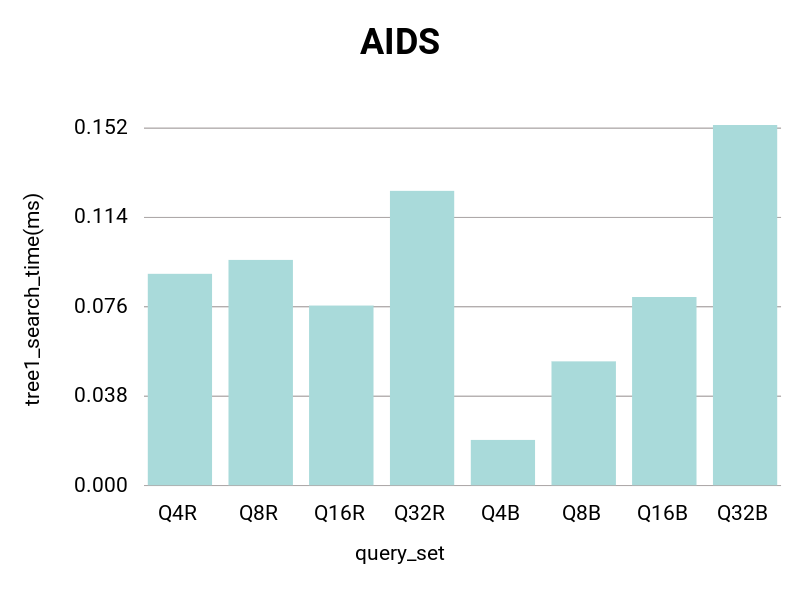 AIDS
tree1_search_time(ms)
0.152
0.114
0.076
0.038
0.000
Q4R Q8R Q16R Q32R Q4B Q8B Q16B Q32B
query_set